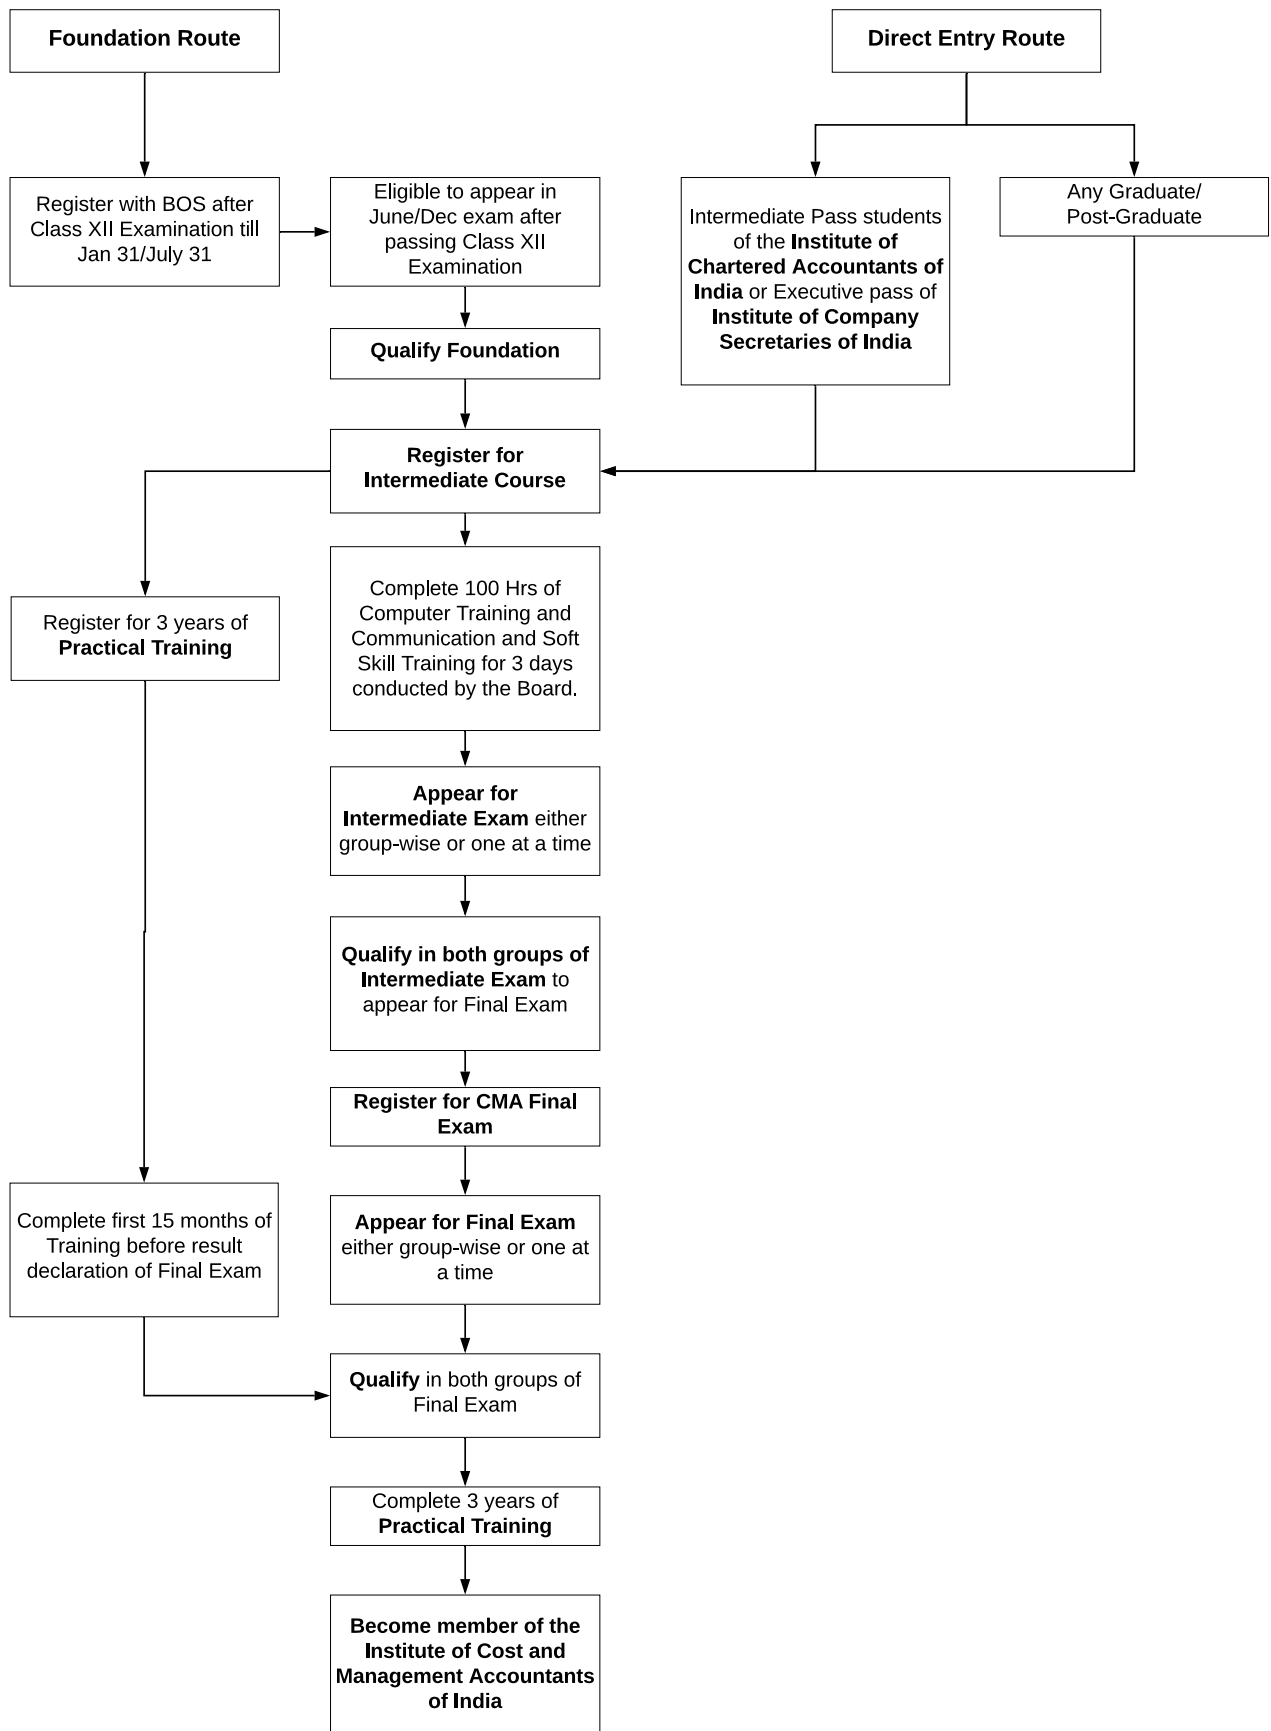 Foundation Route
Direct Entry Route
Register with BOS after
Class XII Examination till
Jan 31/July 31
Eligible to appear in
June/Dec exam after
passing Class XII
Examination
Intermediate Pass students
of the Institute of
Chartered Accountants of
India or Executive pass of
Institute of Company
Secretaries of India
Any Graduate/
Post-Graduate
Qualify Foundation
Register for
Intermediate Course
Register for 3 years of
Practical Training
Complete 100 Hrs of
Computer Training and
Communication and Soft
Skill Training for 3 days
conducted by the Board.
Appear for
Intermediate Exam either
group-wise or one at a time
Qualify in both groups of
Intermediate Exam to
appear for Final Exam
Register for CMA Final
Exam
Complete first 15 months of
Training before result
declaration of Final Exam
Appear for Final Exam
either group-wise or one at
a time
Qualify in both groups of
Final Exam
Complete 3 years of
Practical Training
Become member of the
Institute of Cost and
Management Accountants
of India